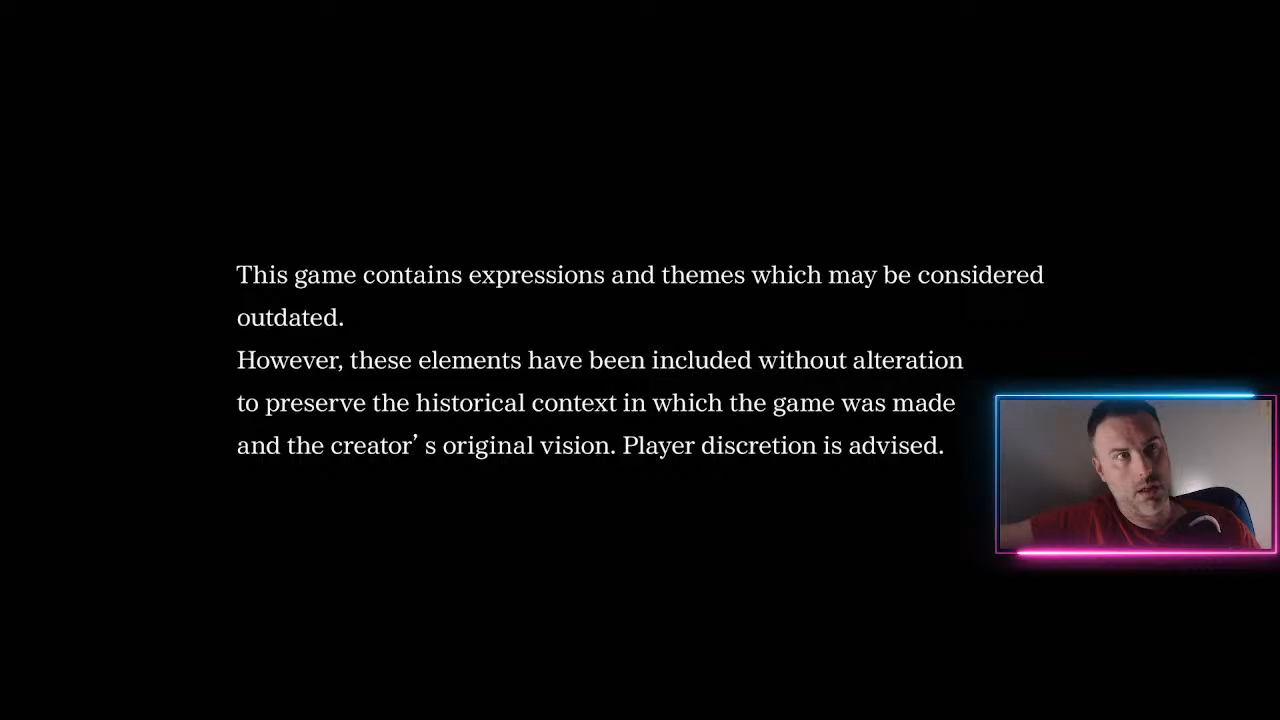 This game contains expressions and themes which may be considered
outdated.
However, these elements have been included without alteration
to preserve the historical context in which the game was made
and the creator’ s original vision. Player discretion is advised.